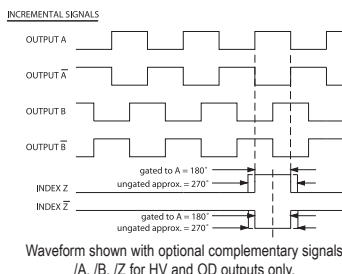 INCREMENTAL SIGNALS
OUTPUT A
OUTPUT A̅
OUTPUT B
OUTPUT B̅
gated to A = 180°
ungated approx. = 270°
INDEX Z
INDEX Z̅
gated to A = 180°
ungated approx. = 270°
Waveform shown with optional complementary signals
/A, /B, /Z for HV and OD outputs only.